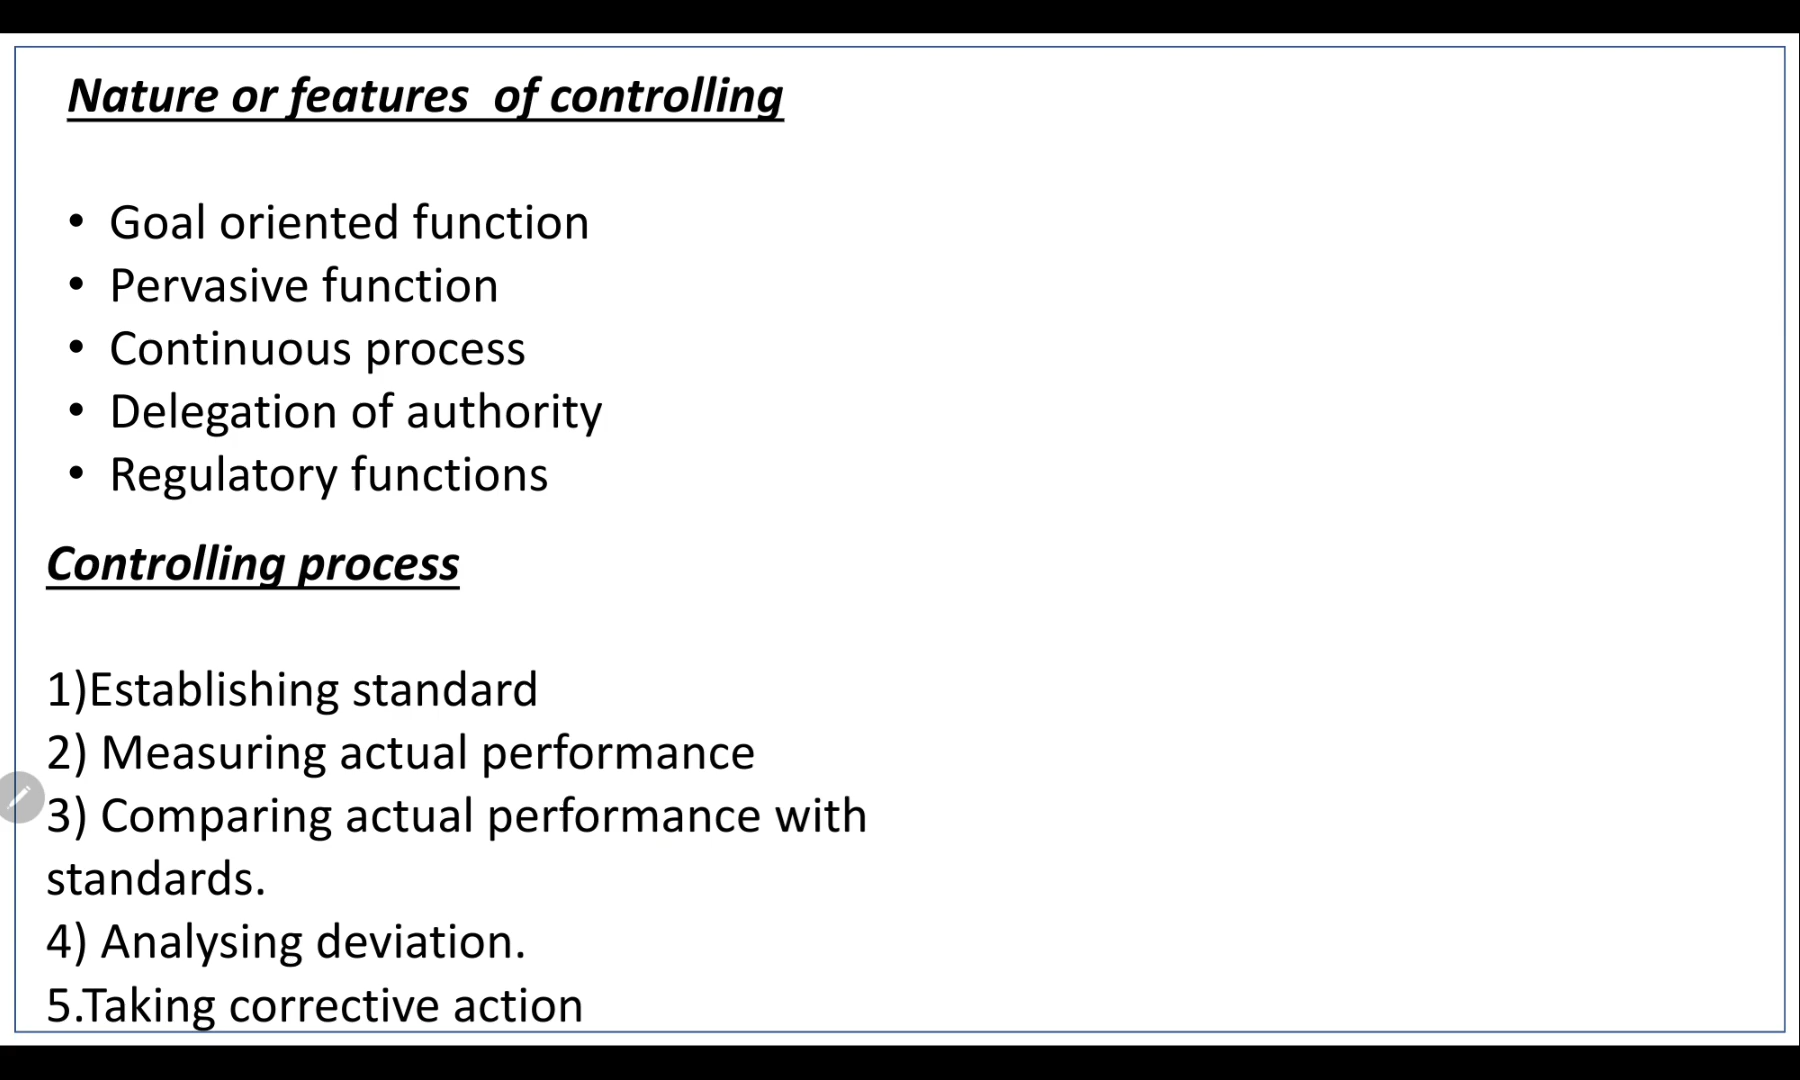 Nature or features  of controlling
• Goal oriented function
• Pervasive function
• Continuous process
• Delegation of authority
• Regulatory functions
Controlling process
1)Establishing standard
2) Measuring actual performance
3) Comparing actual performance with
standards.
4) Analysing deviation.
5.Taking corrective action